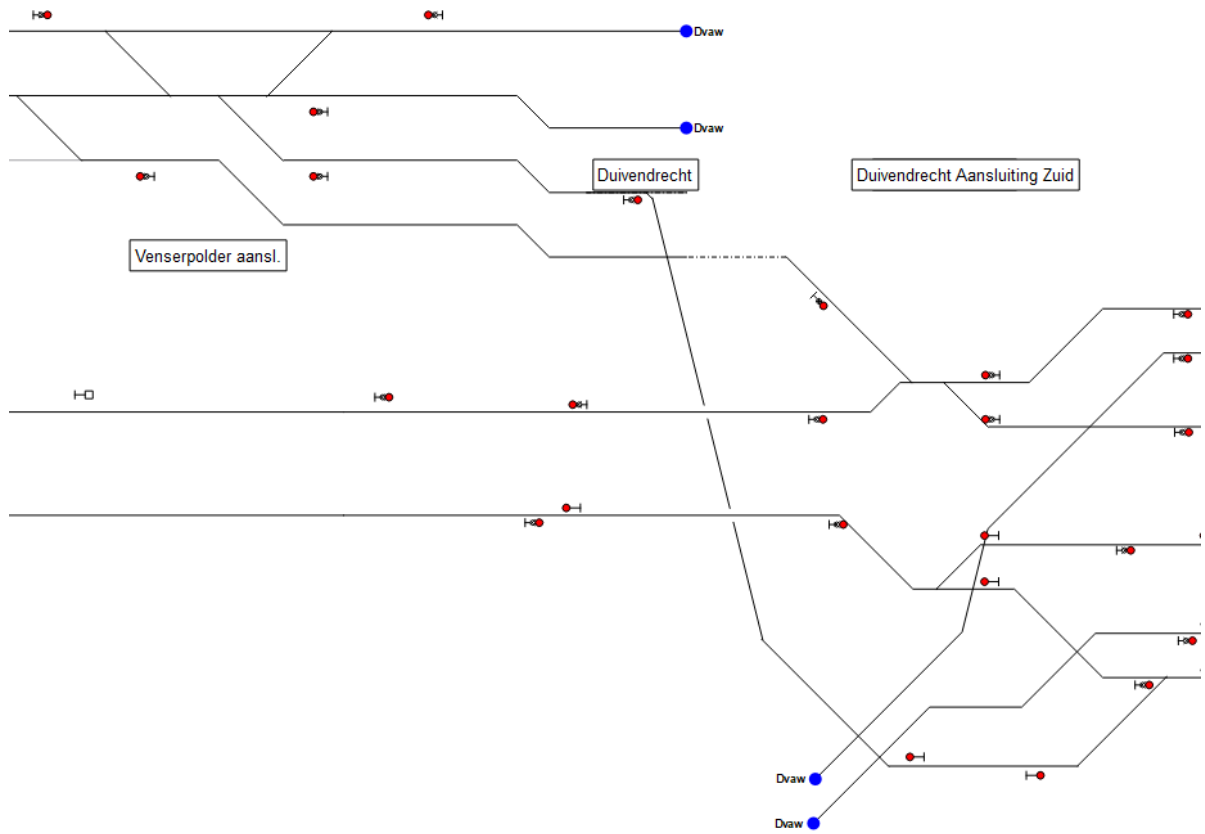 Dvaw
Dvaw
Duivendrecht
Duivendrecht Aansluiting Zuid
Venserpolder aansl.
Dvaw
Dvaw